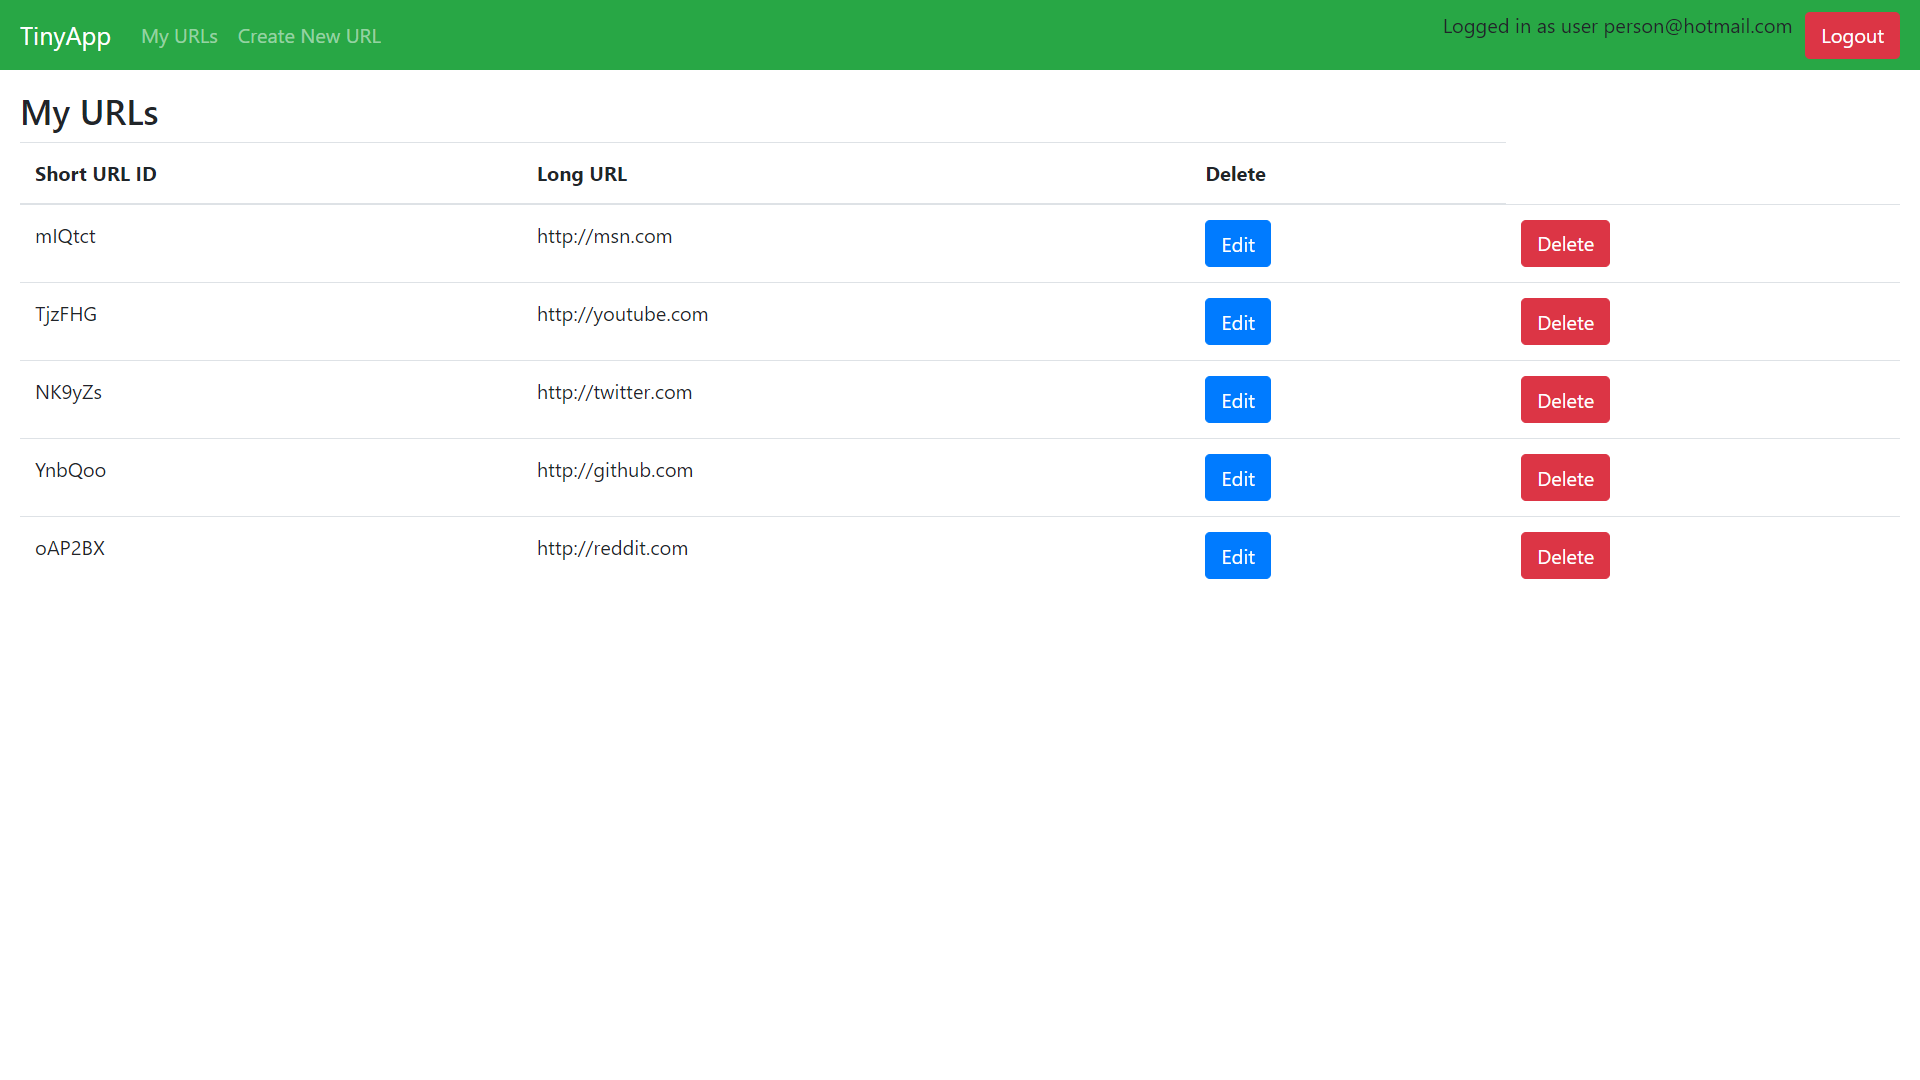 TinyApp My URLs Create New URL Logged in as user person@hotmail.com Logout
My URLs
Short URL ID Long URL Delete
mIQtct http://msn.com Edit Delete
TjzFHG http://youtube.com Edit Delete
NK9yZs http://twitter.com Edit Delete
YnbQoo http://github.com Edit Delete
oAP2BX http://reddit.com Edit Delete